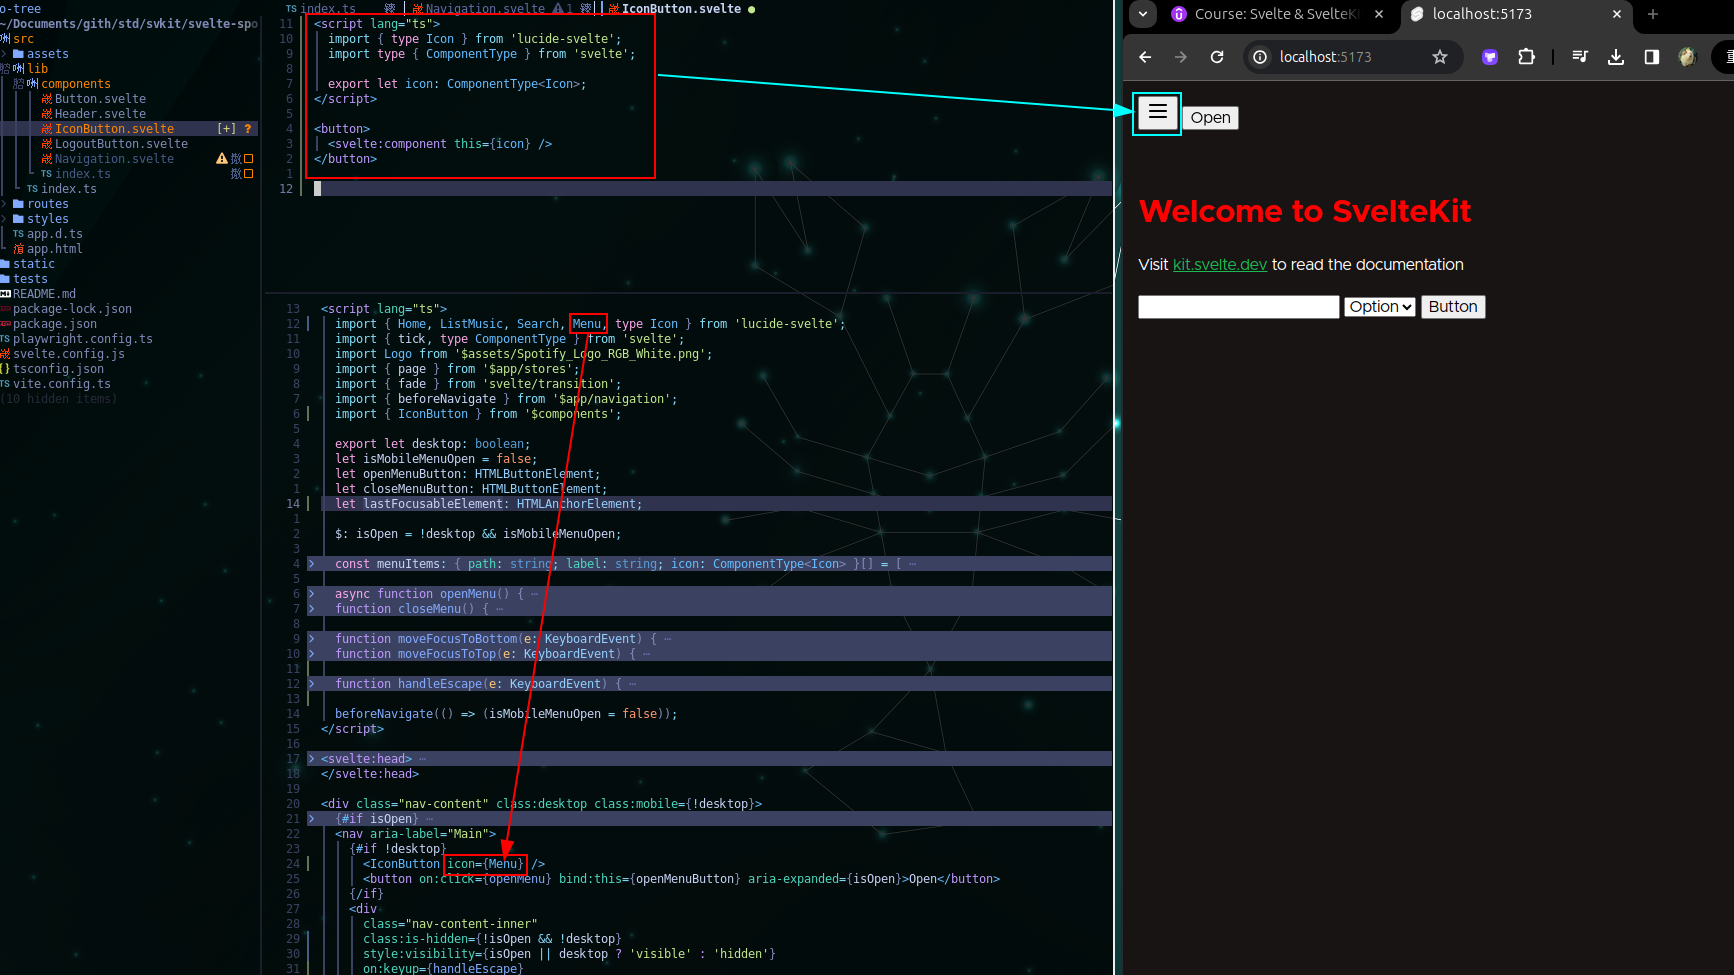 o-tree
~/Documents/gith/std/svkit/svelte-spo
src
assets
lib
components
Button.svelte
Header.svelte
IconButton.svelte [+] ?
LogoutButton.svelte
Navigation.svelte
TS index.ts
TS index.ts
routes
styles
TS app.d.ts
app.html
static
tests
README.md
package-lock.json
package.json
TS playwright.config.ts
svelte.config.js
{} tsconfig.json
TS vite.config.ts
(10 hidden items)
TS index.ts Navigation.svelte 1 IconButton.svelte
11 <script lang="ts">
10 import { type Icon } from 'lucide-svelte';
9 import type { ComponentType } from 'svelte';
8
7 export let icon: ComponentType<Icon>;
6 </script>
5
4 <button>
3 <svelte:component this={icon} />
2 </button>
1
12
13 <script lang="ts">
12 import { Home, ListMusic, Search, Menu, type Icon } from 'lucide-svelte';
11 import { tick, type ComponentType } from 'svelte';
10 import Logo from '$assets/Spotify_Logo_RGB_White.png';
9 import { page } from '$app/stores';
8 import { fade } from 'svelte/transition';
7 import { beforeNavigate } from '$app/navigation';
6 import { IconButton } from '$components';
5
4 export let desktop: boolean;
3 let isMobileMenuOpen = false;
2 let openMenuButton: HTMLButtonElement;
1 let closeMenuButton: HTMLButtonElement;
14 let lastFocusableElement: HTMLAnchorElement;
1
2 $: isOpen = !desktop && isMobileMenuOpen;
3
4 const menuItems: { path: string; label: string; icon: ComponentType<Icon> }[] = [ ⋯
5
6 async function openMenu() { ⋯
7 function closeMenu() { ⋯
8
9 function moveFocusToBottom(e: KeyboardEvent) { ⋯
10 function moveFocusToTop(e: KeyboardEvent) { ⋯
11
12 function handleEscape(e: KeyboardEvent) { ⋯
13
14 beforeNavigate(() => (isMobileMenuOpen = false));
15 </script>
16
17 <svelte:head> ⋯
18 </svelte:head>
19
20 <div class="nav-content" class:desktop class:mobile={!desktop}>
21 {#if isOpen} ⋯
22 <nav aria-label="Main">
23 {#if !desktop}
24 <IconButton icon={Menu} />
25 <button on:click={openMenu} bind:this={openMenuButton} aria-expanded={isOpen}>Open</button>
26 {/if}
27 <div
28 class="nav-content-inner"
29 class:is-hidden={!isOpen && !desktop}
30 style:visibility={isOpen || desktop ? 'visible' : 'hidden'}
31 on:keyup={handleEscape}
Course: Svelte & SvelteKi
localhost:5173
localhost:5173
Open
Welcome to SvelteKit
Visit kit.svelte.dev to read the documentation
Option
Button